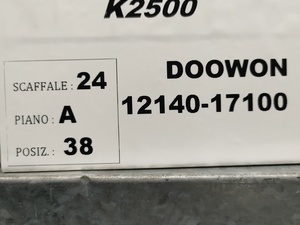 K2500
SCAFFALE : 24
PIANO : A
POSIZ. : 38
DOOWON
12140-17100